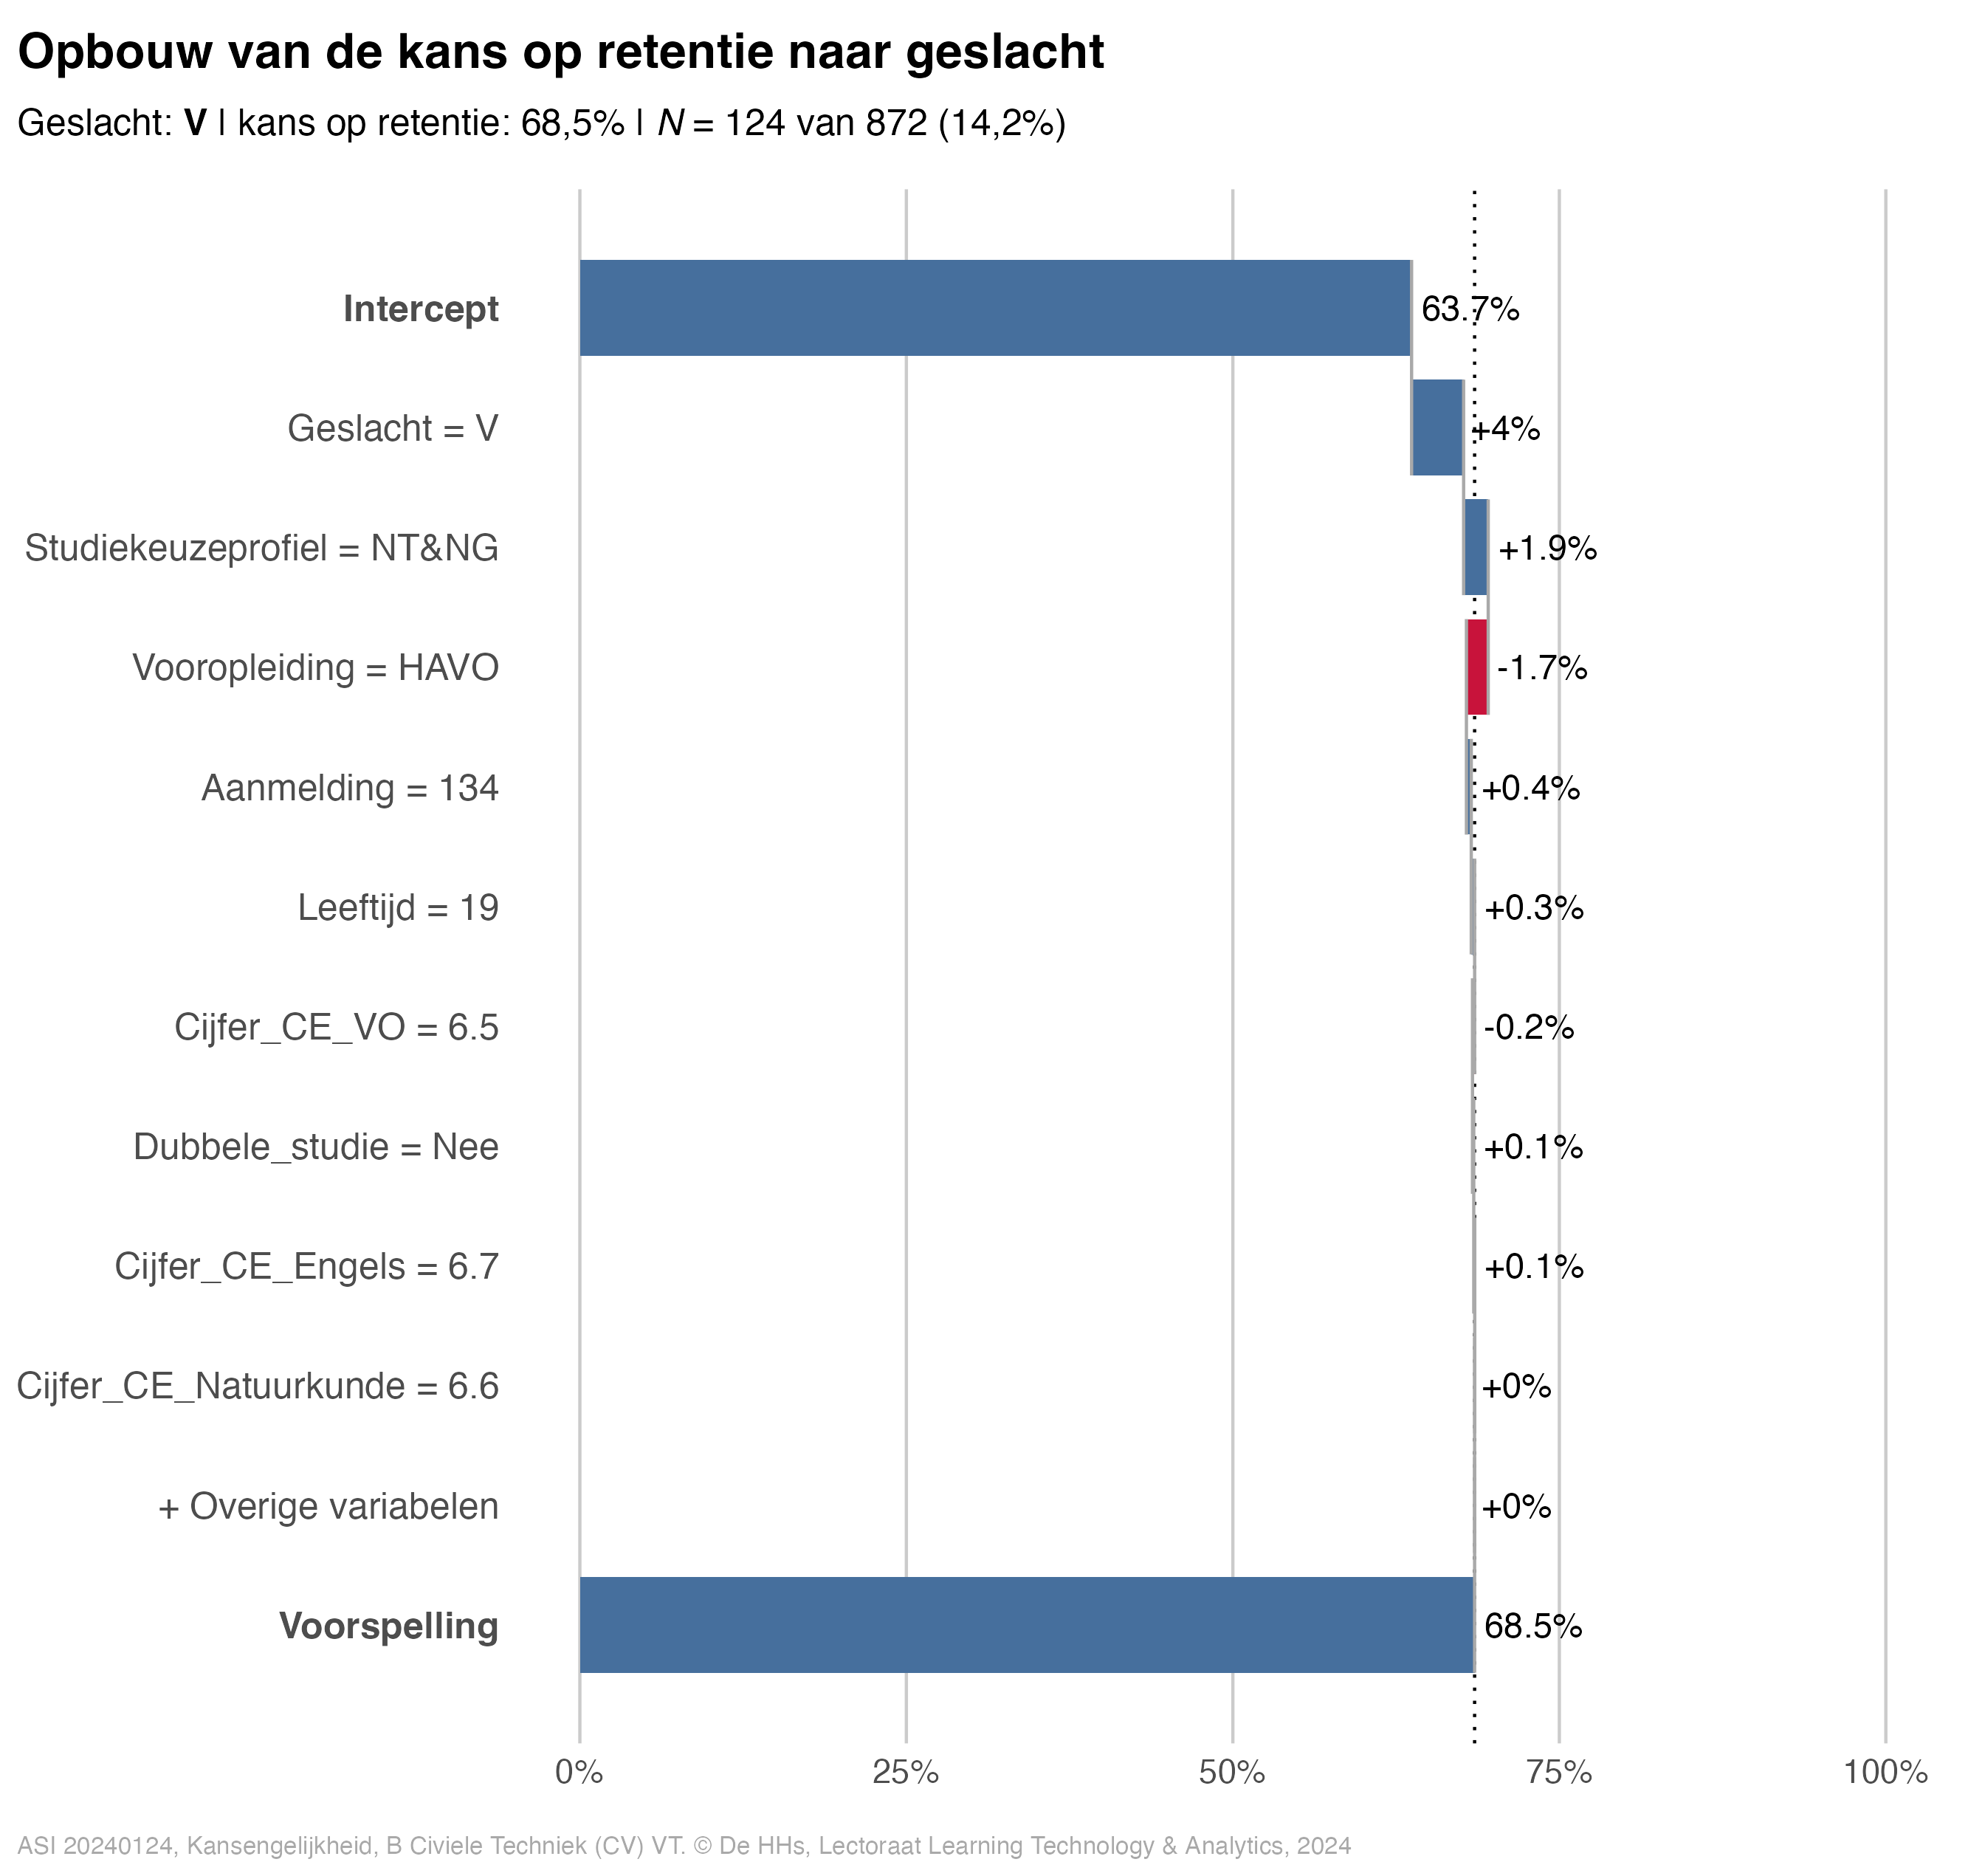 Opbouw van de kans op retentie naar geslacht
Geslacht: V | kans op retentie: 68,5% | N = 124 van 872 (14,2%)
Intercept 63.7%
Geslacht = V +4%
Studiekeuzeprofiel = NT&NG +1.9%
Vooropleiding = HAVO -1.7%
Aanmelding = 134 +0.4%
Leeftijd = 19 +0.3%
Cijfer_CE_VO = 6.5 -0.2%
Dubbele_studie = Nee +0.1%
Cijfer_CE_Engels = 6.7 +0.1%
Cijfer_CE_Natuurkunde = 6.6 +0%
+ Overige variabelen +0%
Voorspelling 68.5%
0% 25% 50% 75% 100%
ASI 20240124, Kansengelijkheid, B Civiele Techniek (CV) VT. © De HHs, Lectoraat Learning Technology & Analytics, 2024